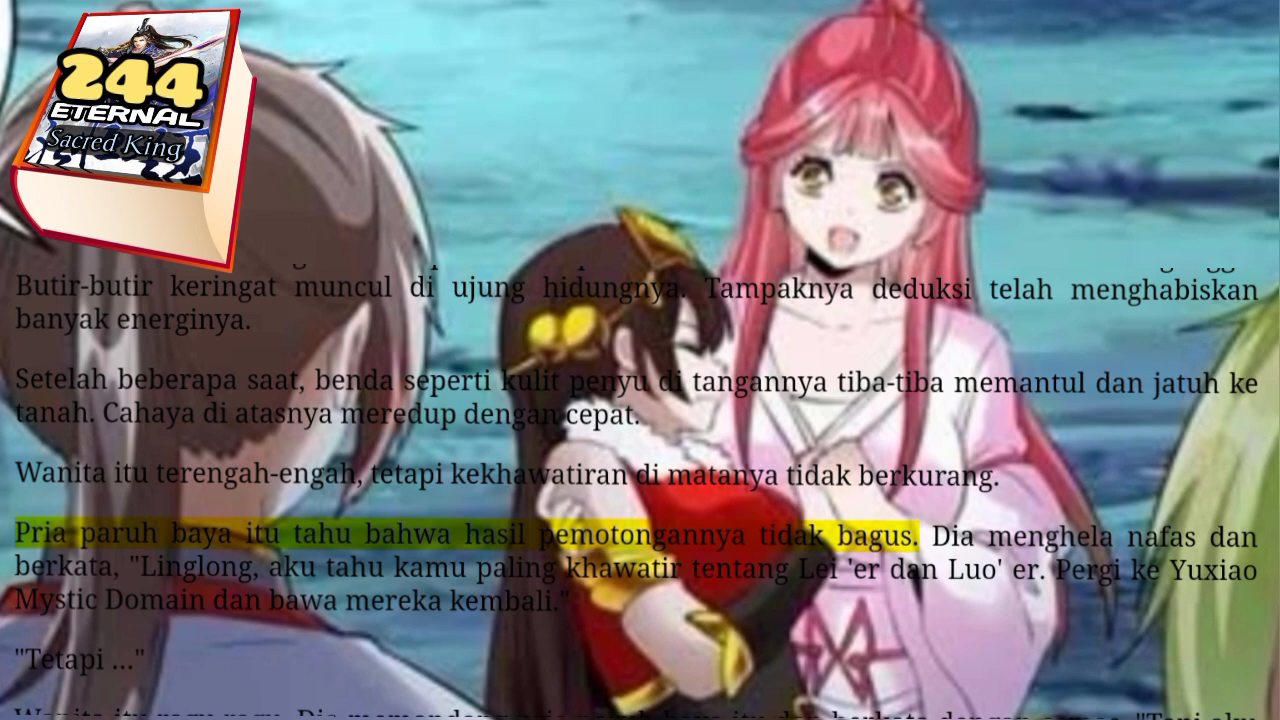 244
ETERNAL
Sacred King
Butir-butir keringat muncul di ujung hidungnya. Tampaknya deduksi telah menghabiskan
banyak energinya.
Setelah beberapa saat, benda seperti kulit penyu di tangannya tiba-tiba memantul dan jatuh ke
tanah. Cahaya di atasnya meredup dengan cepat.
Wanita itu terengah-engah, tetapi kekhawatiran di matanya tidak berkurang.
Pria paruh baya itu tahu bahwa hasil pemotongannya tidak bagus. Dia menghela nafas dan
berkata, "Linglong, aku tahu kamu paling khawatir tentang Lei 'er dan Luo' er. Pergi ke Yuxiao
Mystic Domain dan bawa mereka kembali."
"Tetapi ..."